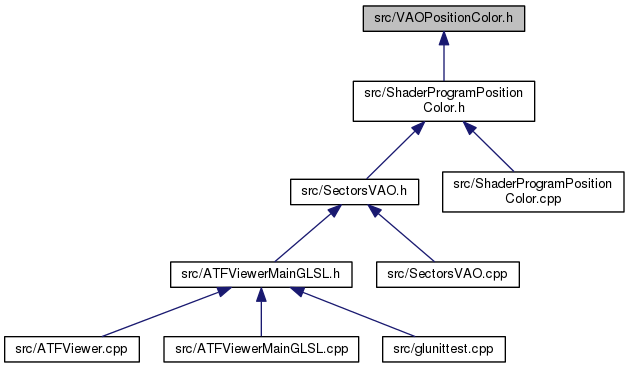 src/VAOPositionColor.h
src/ShaderProgramPosition
Color.h
src/SectorsVAO.h
src/ShaderProgramPosition
Color.cpp
src/ATFViewerMainGLSL.h
src/SectorsVAO.cpp
src/ATFViewer.cpp
src/ATFViewerMainGLSL.cpp
src/glunittest.cpp